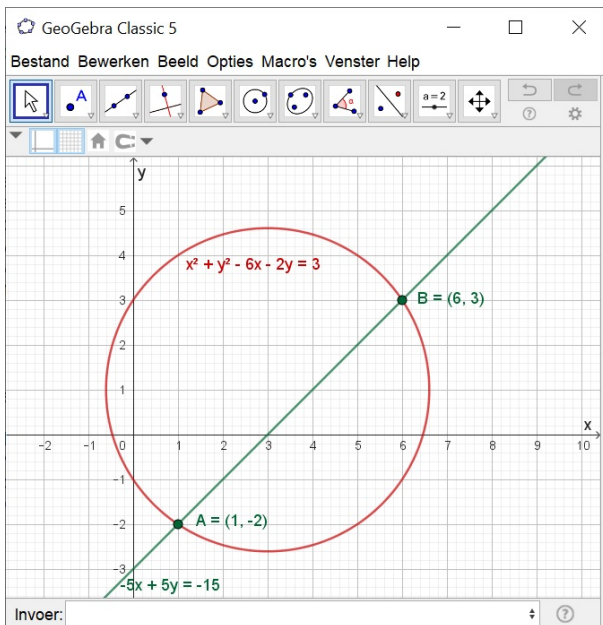 GeoGebra Classic 5
Bestand Bewerken Beeld Opties Macro's Venster Help
A
α
a=2
y
5
4
x² + y² - 6x - 2y = 3
3
B = (6, 3)
2
1
x
-2 -1 0 1 2 3 4 5 6 7 8 9 10
-1
-2
A = (1, -2)
-3
-5x + 5y = -15
Invoer: